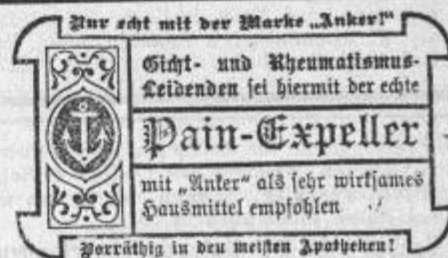 Nur echt mit der Marke „Anker!“
Gicht- und Rheumatismus-
Leidenden sei hiermit der echte
Pain-Expeller
mit „Anker“ als sehr wirksames
Hausmittel empfohlen
Vorräthig in den meisten Apotheken!